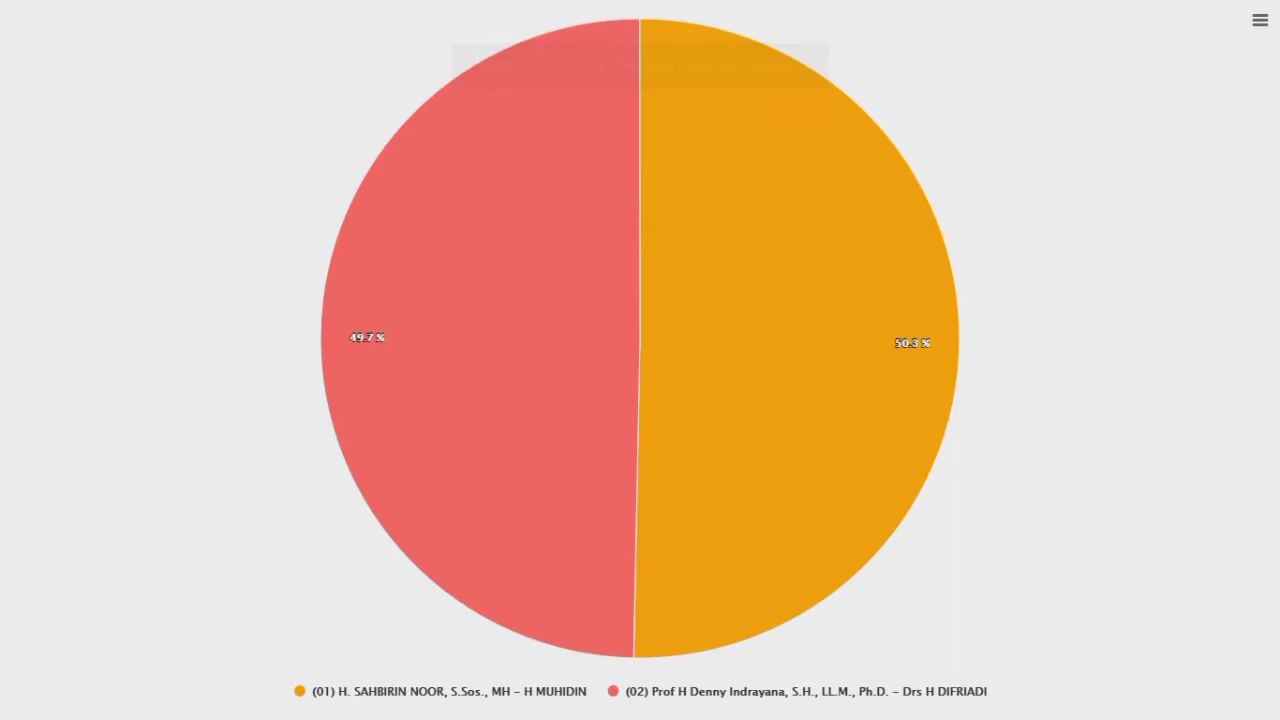 49.7 %
50.3 %
(01) H. SAHBIRIN NOOR, S.Sos., MH - H MUHIDIN
(02) Prof H Denny Indrayana, S.H., LL.M., Ph.D. - Drs H DIFRIADI